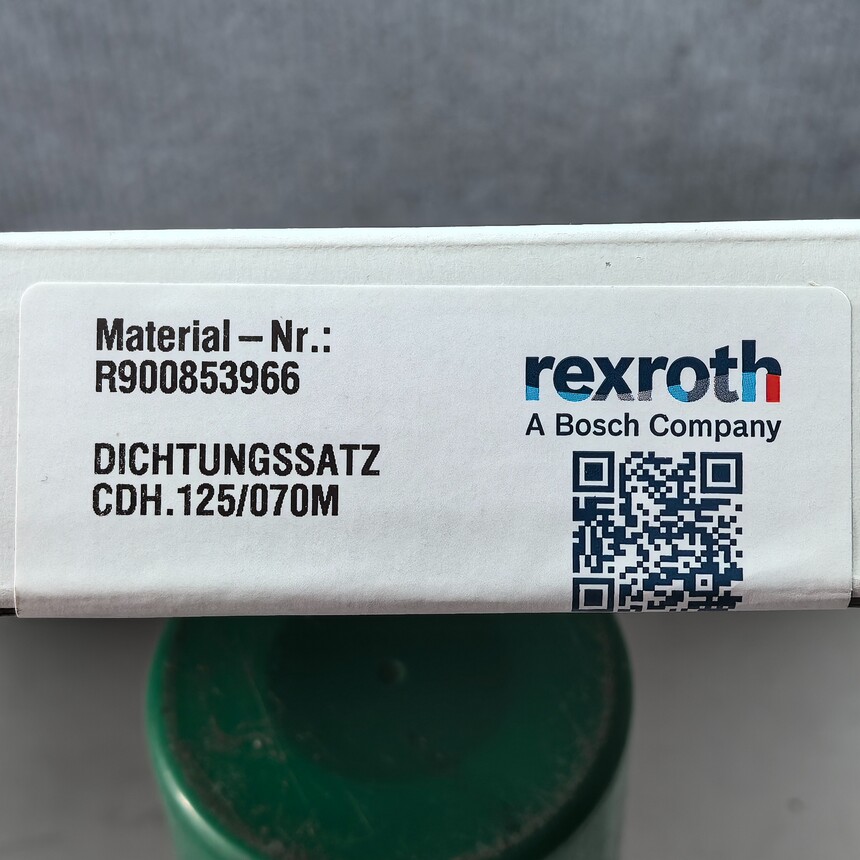 Material – Nr.:
R900853966
DICHTUNGSSATZ
CDH.125/070M
rexroth
A Bosch Company